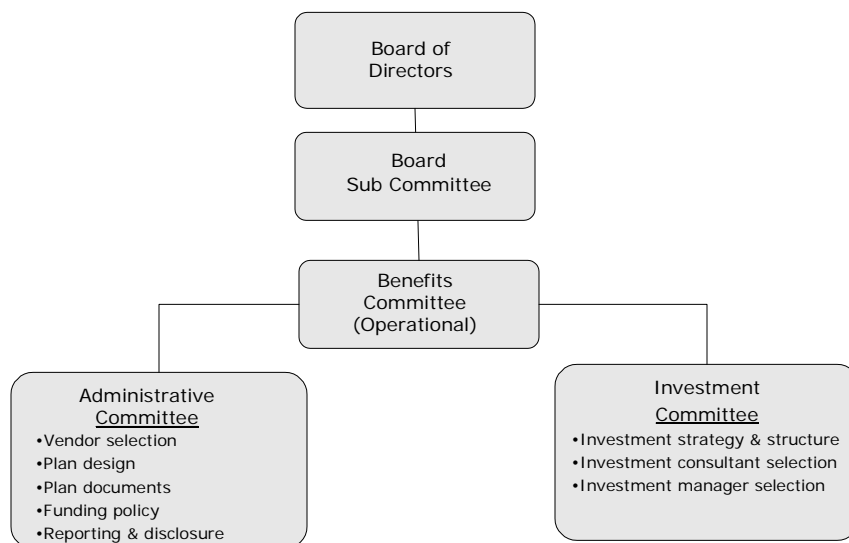 Board of
Directors
Board
Sub Committee
Benefits
Committee
(Operational)
Administrative
Committee
•Vendor selection
•Plan design
•Plan documents
•Funding policy
•Reporting & disclosure
Investment
Committee
•Investment strategy & structure
•Investment consultant selection
•Investment manager selection